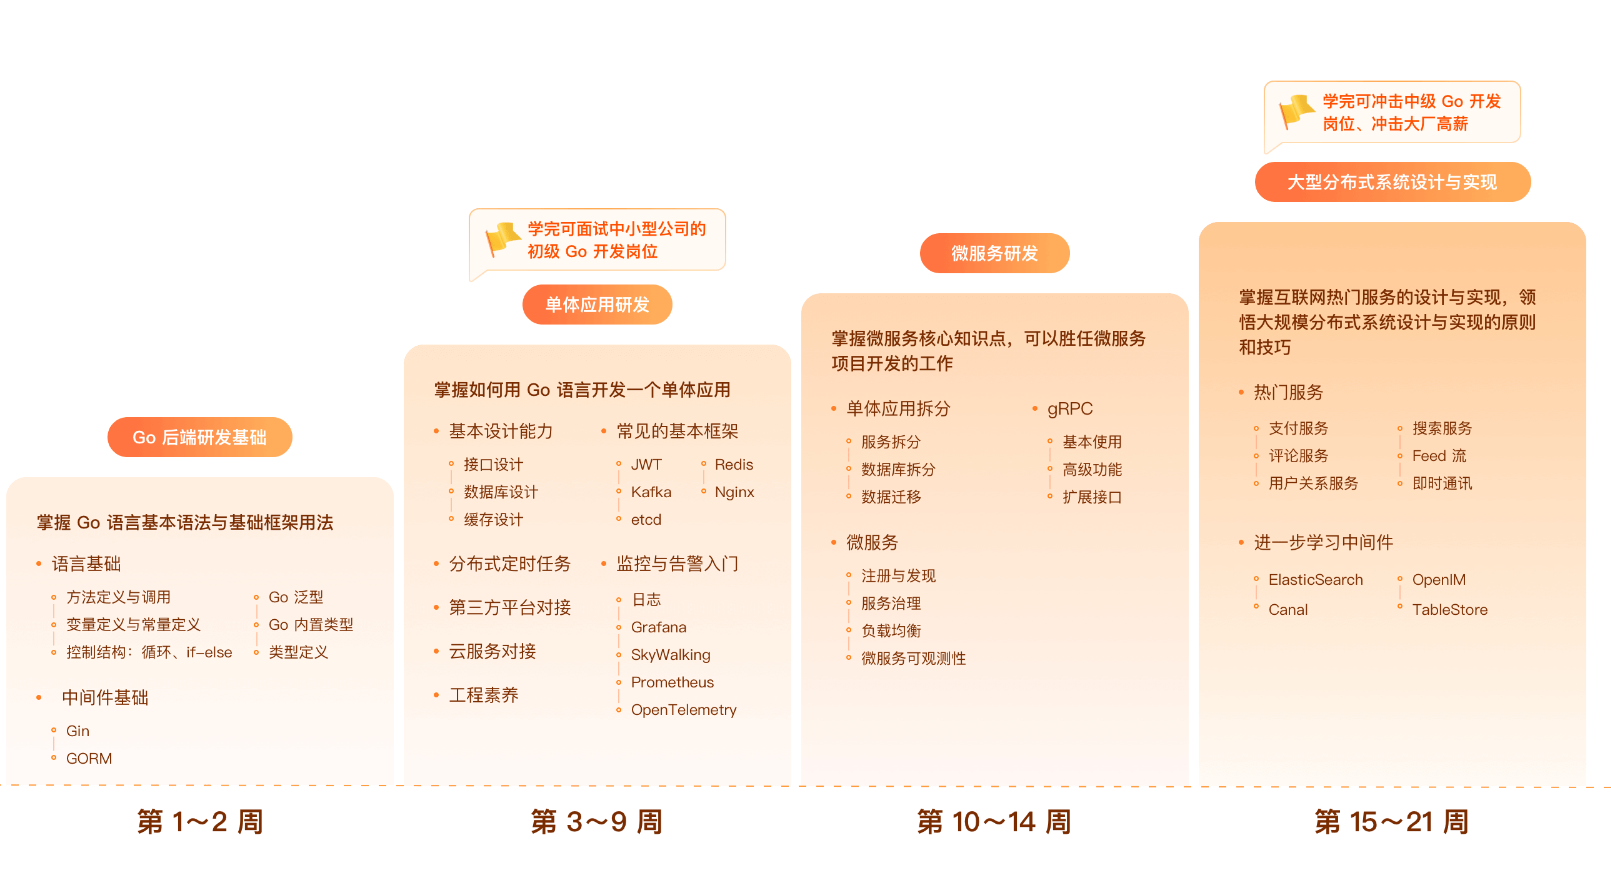 Go 后端研发基础
掌握 Go 语言基本语法与基础框架用法
语言基础
方法定义与调用
变量定义与常量定义
控制结构：循环、if-else
Go 泛型
Go 内置类型
类型定义
中间件基础
Gin
GORM
第 1～2 周
学完可面试中小型公司的
初级 Go 开发岗位
单体应用研发
掌握如何用 Go 语言开发一个单体应用
基本设计能力
接口设计
数据库设计
缓存设计
分布式定时任务
第三方平台对接
云服务对接
工程素养
常见的基本框架
JWT
Kafka
etcd
Redis
Nginx
监控与告警入门
日志
Grafana
SkyWalking
Prometheus
OpenTelemetry
第 3～9 周
微服务研发
掌握微服务核心知识点，可以胜任微服务
项目开发的工作
单体应用拆分
服务拆分
数据库拆分
数据迁移
gRPC
基本使用
高级功能
扩展接口
微服务
注册与发现
服务治理
负载均衡
微服务可观测性
第 10～14 周
学完可冲击中级 Go 开发
岗位、冲击大厂高薪
大型分布式系统设计与实现
掌握互联网热门服务的设计与实现，领
悟大规模分布式系统设计与实现的原则
和技巧
热门服务
支付服务
评论服务
用户关系服务
搜索服务
Feed 流
即时通讯
进一步学习中间件
ElasticSearch
Canal
OpenIM
TableStore
第 15～21 周